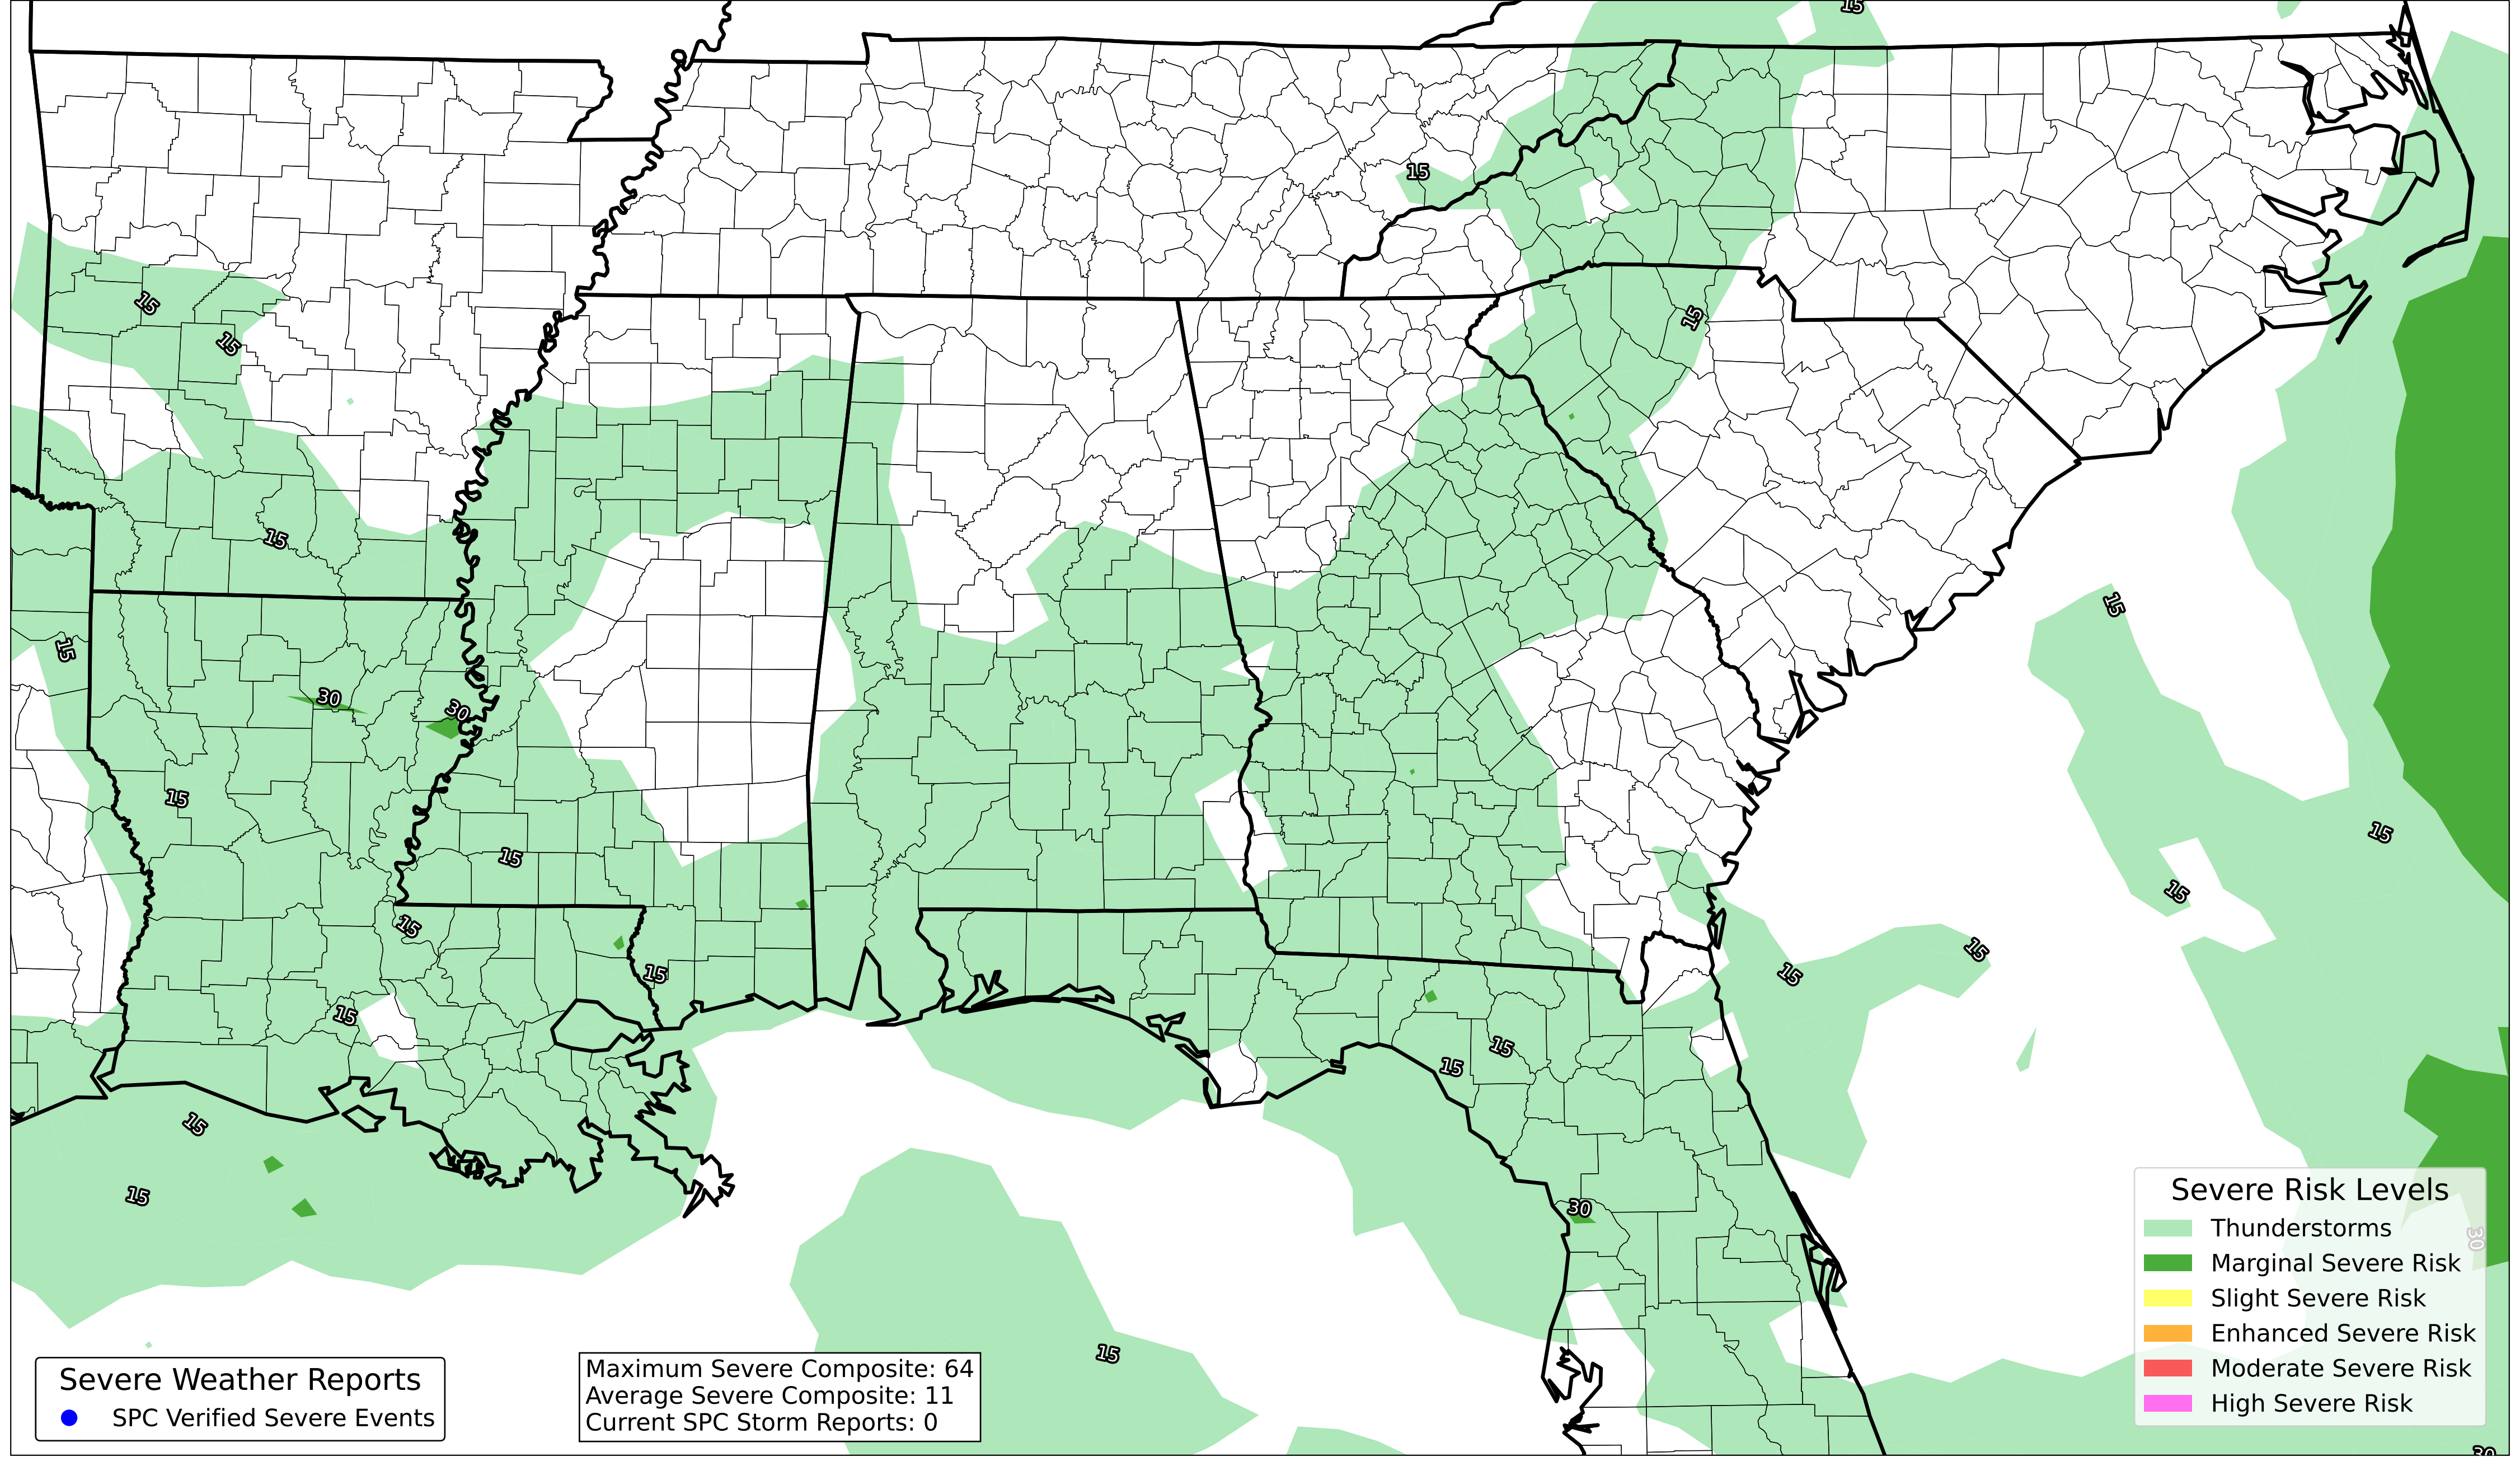 15
15
15
15
15
15
15
15
30
30
15
15
15
15
15
15
15
15
15
15
15
15
15
15
30
30
15
30
Severe Risk Levels
Thunderstorms
Marginal Severe Risk
Slight Severe Risk
Enhanced Severe Risk
Moderate Severe Risk
High Severe Risk
Severe Weather Reports
SPC Verified Severe Events
Maximum Severe Composite: 64
Average Severe Composite: 11
Current SPC Storm Reports: 0